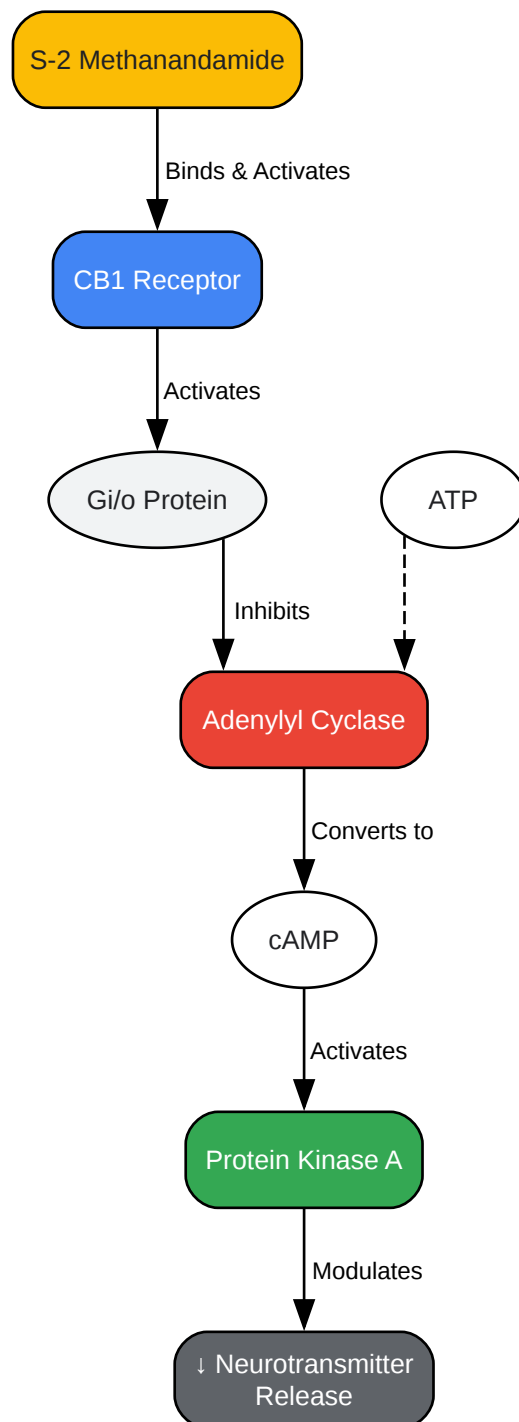 S-2 Methanandamide
Binds & Activates
CB1 Receptor
Activates
Gi/o Protein
ATP
Inhibits
Adenylyl Cyclase
Converts to
cAMP
Activates
Protein Kinase A
Modulates
↓ Neurotransmitter
Release